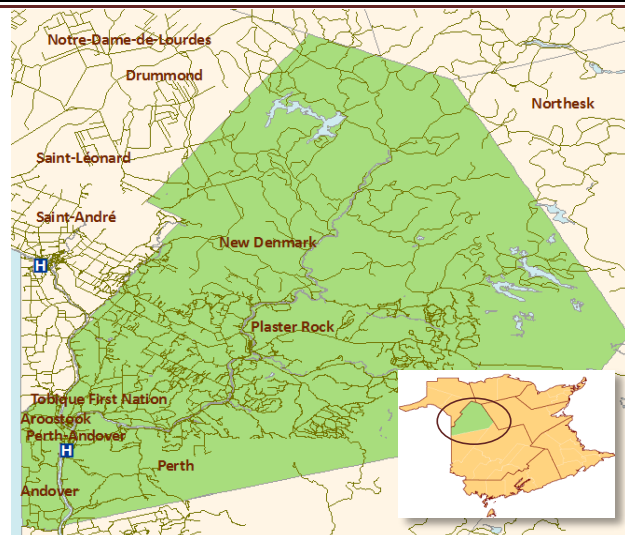 Notre-Dame-de-Lourdes
Drummond
Northesk
Saint-Léonard
Saint-André
New Denmark
H
Plaster Rock
Tobique First Nation
Aroostook
Perth-Andover
H
Perth
Andover